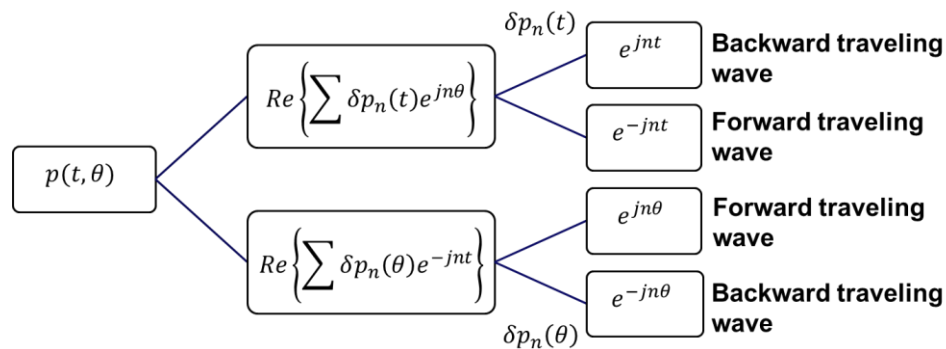 δp_n(t)
e^{jnt}
Backward traveling
wave
Re{∑ δp_n(t)e^{jnθ}}
e^{-jnt}
Forward traveling
wave
p(t, θ)
e^{jnθ}
Forward traveling
wave
Re{∑ δp_n(θ)e^{-jnt}}
e^{-jnθ}
Backward traveling
wave
δp_n(θ)